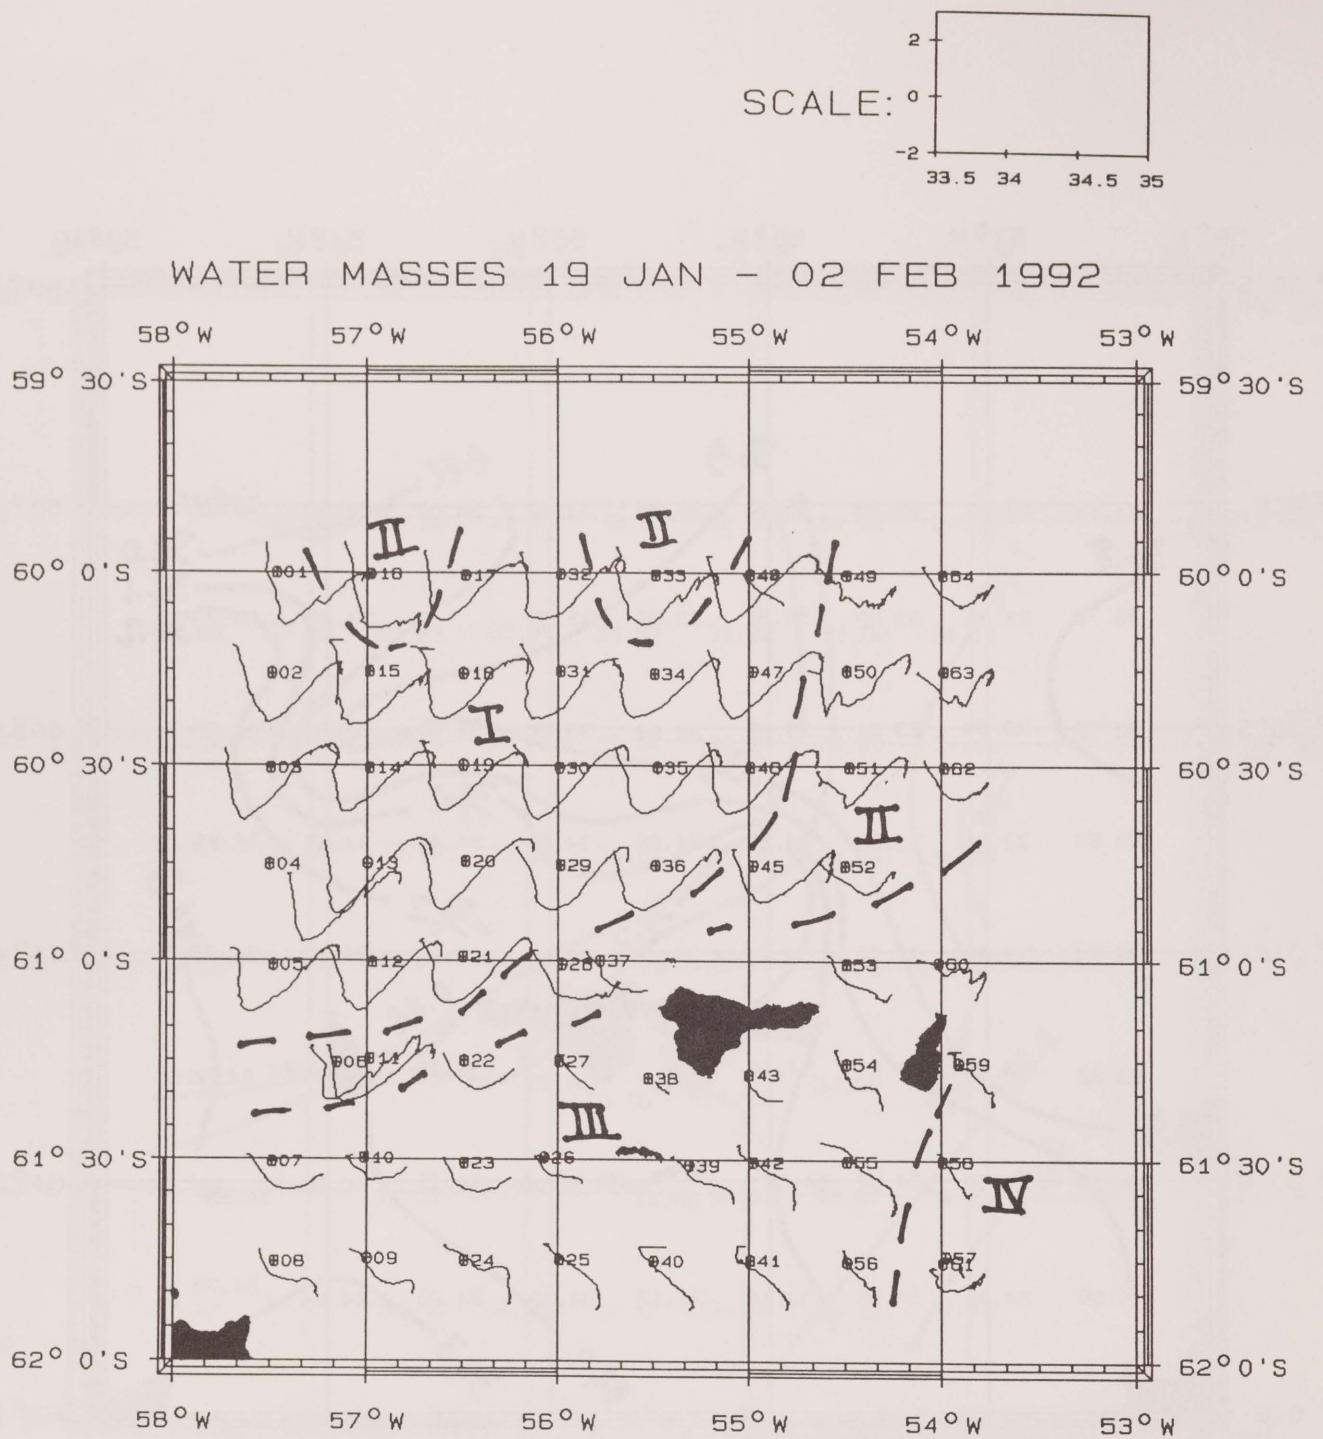 2
SCALE: 0
-2
33.5 34 34.5 35
WATER MASSES 19 JAN - 02 FEB 1992
58°W 57°W 56°W 55°W 54°W 53°W
59° 30'S 59° 30'S
II II
60° 0'S 01 16 17 32 33 48 49 64 60° 0'S
02 15 18 31 34 47 50 63
I
60° 30'S 03 14 19 30 35 46 51 62 60° 30'S
II
04 13 20 29 36 45 52
61° 0'S 05 12 21 28 37 53 60 61° 0'S
06 11 22 27 38 43 54 59
III
61° 30'S 07 10 23 26 39 42 55 58 61° 30'S
IV
08 09 24 25 40 41 56 57
61
62° 0'S 62° 0'S
58°W 57°W 56°W 55°W 54°W 53°W